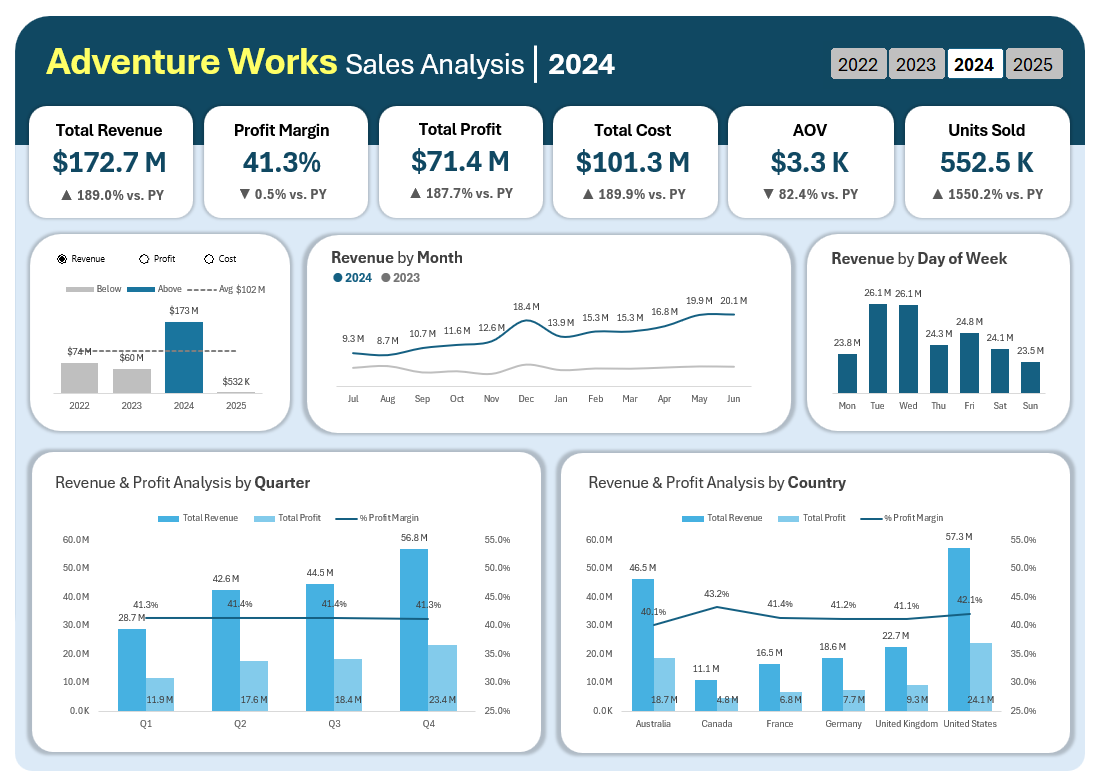 Adventure Works Sales Analysis | 2024
2022 2023 2024 2025
Total Revenue
$172.7 M
▲ 189.0% vs. PY
Profit Margin
41.3%
▼ 0.5% vs. PY
Total Profit
$71.4 M
▲ 187.7% vs. PY
Total Cost
$101.3 M
▲ 189.9% vs. PY
AOV
$3.3 K
▼ 82.4% vs. PY
Units Sold
552.5 K
▲ 1550.2% vs. PY
Revenue Profit Cost
Below Above Avg $102 M
$173 M
$74 M $60 M
$532 K
2022 2023 2024 2025
Revenue by Month
2024 2023
9.3 M 8.7 M 10.7 M 11.6 M 12.6 M 18.4 M 13.9 M 15.3 M 15.3 M 16.8 M 19.9 M 20.1 M
Jul Aug Sep Oct Nov Dec Jan Feb Mar Apr May Jun
Revenue by Day of Week
23.8 M 26.1 M 26.1 M 24.3 M 24.8 M 24.1 M 23.5 M
Mon Tue Wed Thu Fri Sat Sun
Revenue & Profit Analysis by Quarter
Total Revenue Total Profit % Profit Margin
60.0 M
50.0 M
40.0 M
30.0 M
20.0 M
10.0 M
0.0 K
28.7 M 42.6 M 44.5 M 56.8 M
41.3% 41.4% 41.4% 41.3%
11.9 M 17.6 M 18.4 M 23.4 M
55.0%
50.0%
45.0%
40.0%
35.0%
30.0%
25.0%
Q1 Q2 Q3 Q4
Revenue & Profit Analysis by Country
Total Revenue Total Profit % Profit Margin
60.0 M
50.0 M
40.0 M
30.0 M
20.0 M
10.0 M
0.0 K
46.5 M 11.1 M 16.5 M 18.6 M 22.7 M 57.3 M
40.1% 43.2% 41.4% 41.2% 41.1% 42.1%
18.7 M 4.8 M 6.8 M 7.7 M 9.3 M 24.1 M
55.0%
50.0%
45.0%
40.0%
35.0%
30.0%
25.0%
Australia Canada France Germany United Kingdom United States